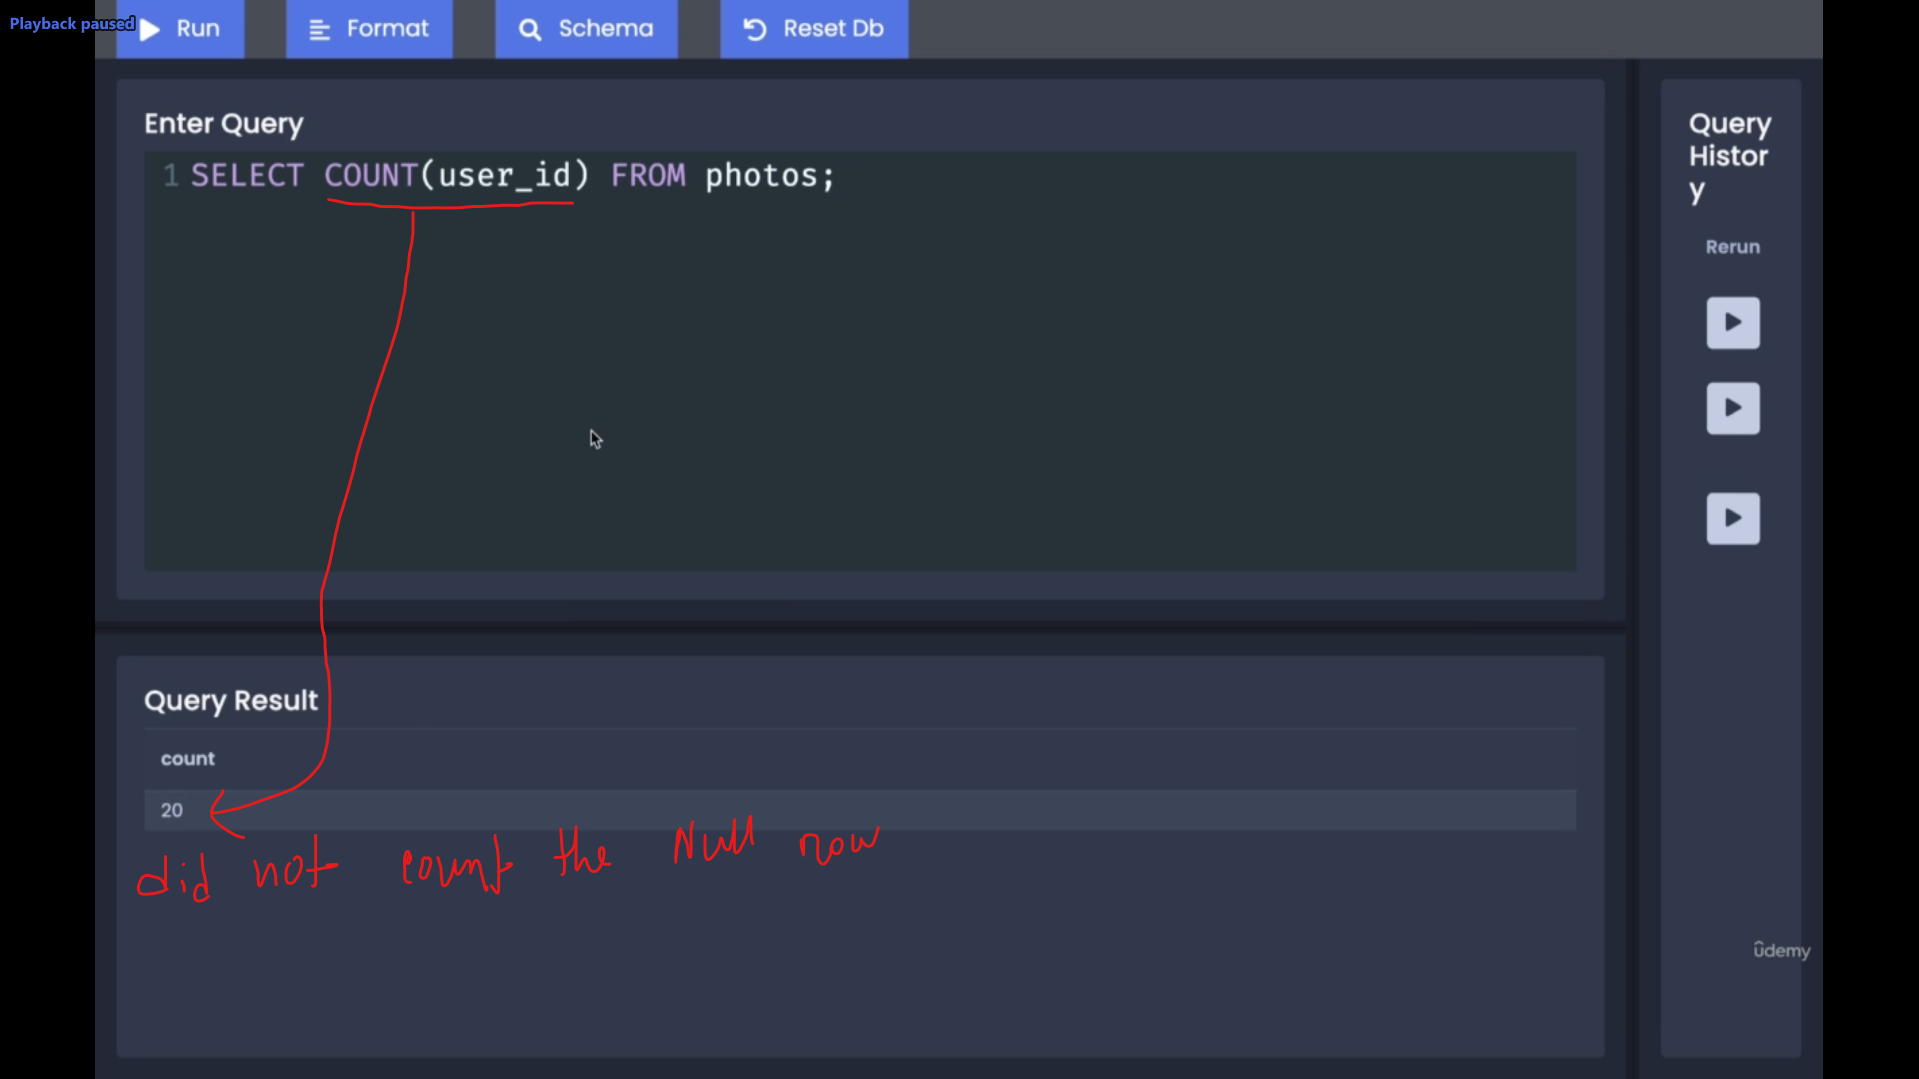 Playback paused
Run
Format
Schema
Reset Db
Enter Query
1 SELECT COUNT(user_id) FROM photos;
Query Result
count
20
did not count the Null row
Query
Histor
y
Rerun
ûdemy